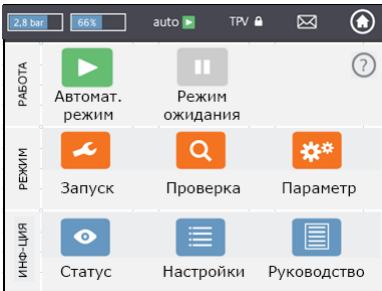 2,8 bar 66% auto TPV
РАБОТА
Автомат. режим
Режим ожидания
?
РЕЖИМ
Запуск
Проверка
Параметр
ИНФ-ЦИЯ
Статус
Настройки
Руководство